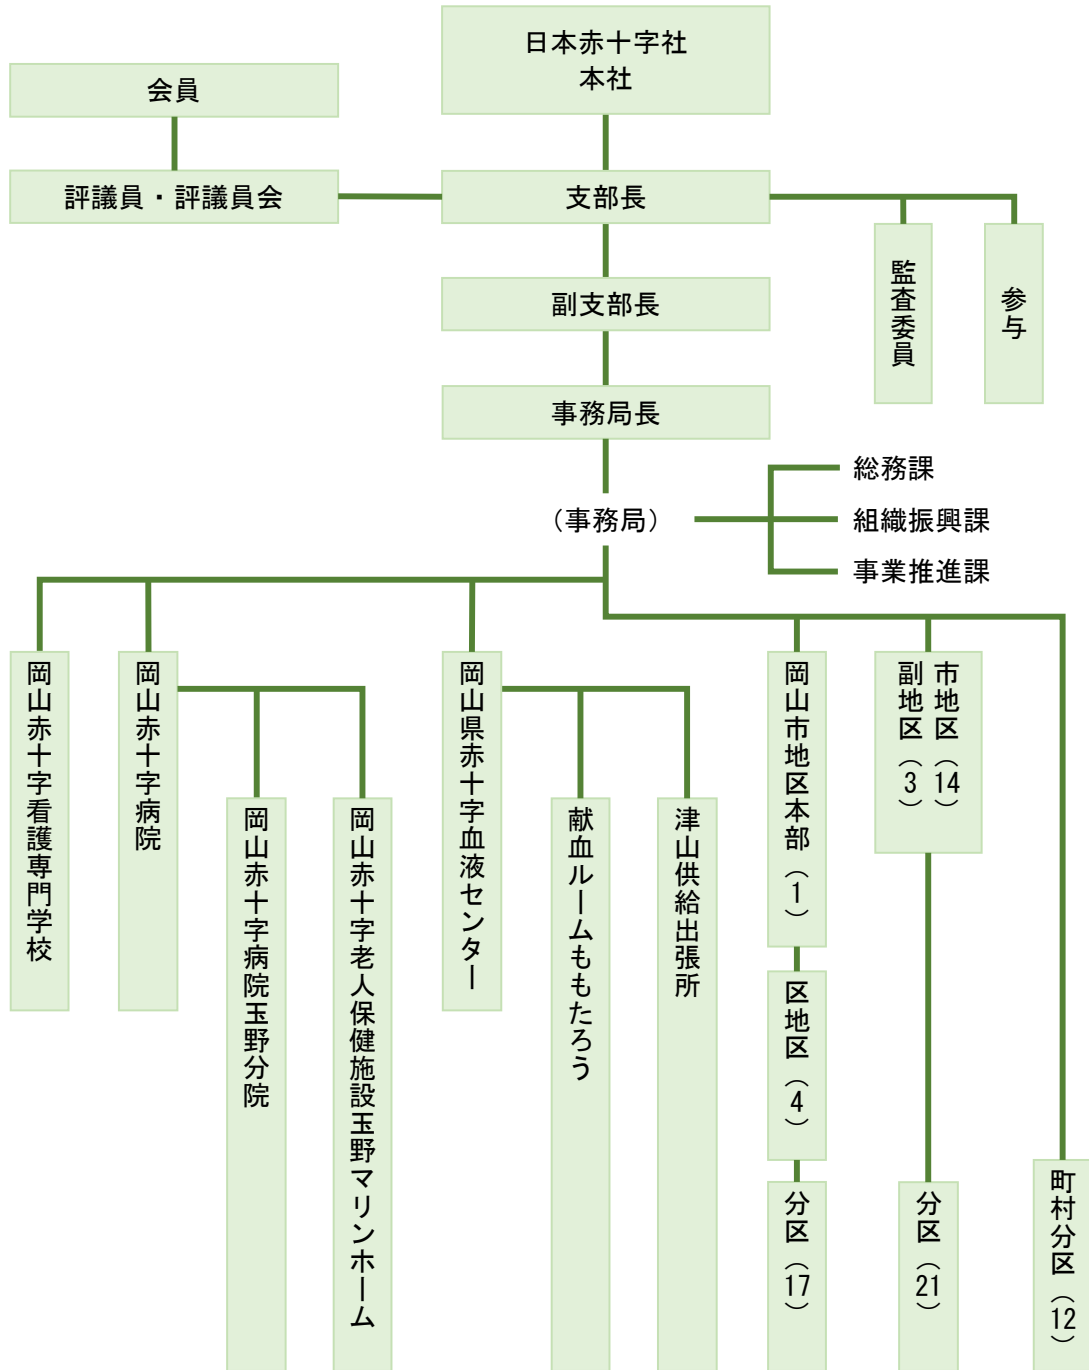 日本赤十字社
本社
会員
評議員・評議員会
支部長
監査委員
参与
副支部長
事務局長
（事務局）
総務課
組織振興課
事業推進課
岡山赤十字看護専門学校
岡山赤十字病院
岡山赤十字病院玉野分院
岡山赤十字老人保健施設玉野マリンホーム
岡山県赤十字血液センター
献血ルームももたろう
津山供給出張所
岡山市地区本部（1）
区地区（4）
分区（17）
市地区（14）
副地区（3）
分区（21）
町村分区（12）